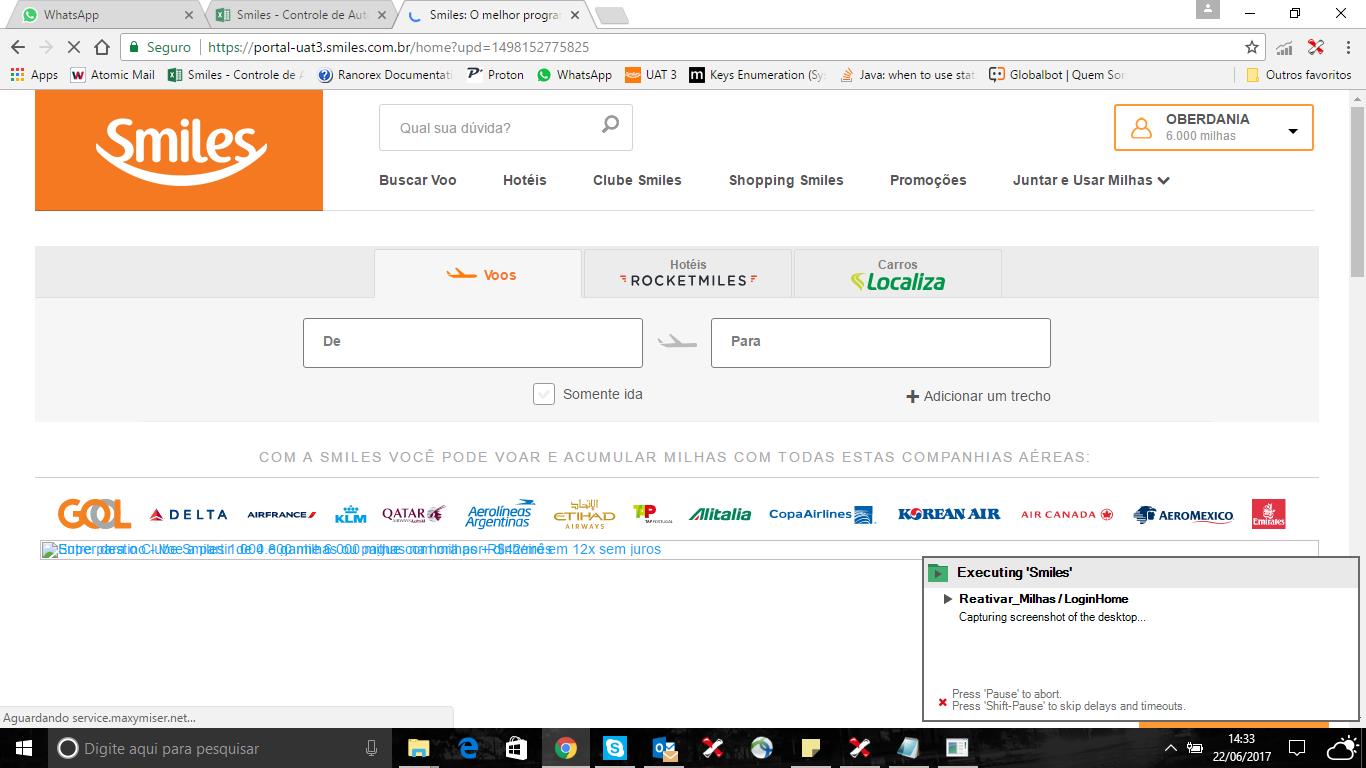 WhatsApp
Smiles - Controle de Aut
Smiles: O melhor progra
Seguro
https://portal-uat3.smiles.com.br/home?upd=1498152775825
Apps
Atomic Mail
Smiles - Controle de A
Ranorex Documentati
Proton
WhatsApp
UAT 3
Keys Enumeration (Sy
Java: when to use stat
Globalbot | Quem So
Outros favoritos
Smiles
Qual sua dúvida?
OBERDANIA
6.000 milhas
Buscar Voo
Hotéis
Clube Smiles
Shopping Smiles
Promoções
Juntar e Usar Milhas
Voos
Hotéis
ROCKETMILES
Carros
Localiza
De
Para
Somente ida
Adicionar um trecho
COM A SMILES VOCÊ PODE VOAR E ACUMULAR MILHAS COM TODAS ESTAS COMPANHIAS AÉREAS:
GOL
DELTA
AIRFRANCE
KLM
QATAR
Aerolíneas
Argentinas
الإتحاد
ETIHAD
AIRWAYS
TAP
TAP PORTUGAL
Alitalia
CopaAirlines
KOREAN AIR
AIR CANADA
AEROMEXICO
Emirates
em 12x sem juros
Executing 'Smiles'
Reativar_Milhas / LoginHome
Capturing screenshot of the desktop...
Press 'Pause' to abort.
Press 'Shift-Pause' to skip delays and timeouts.
Aguardando service.maxymiser.net...
Digite aqui para pesquisar
14:33
22/06/2017